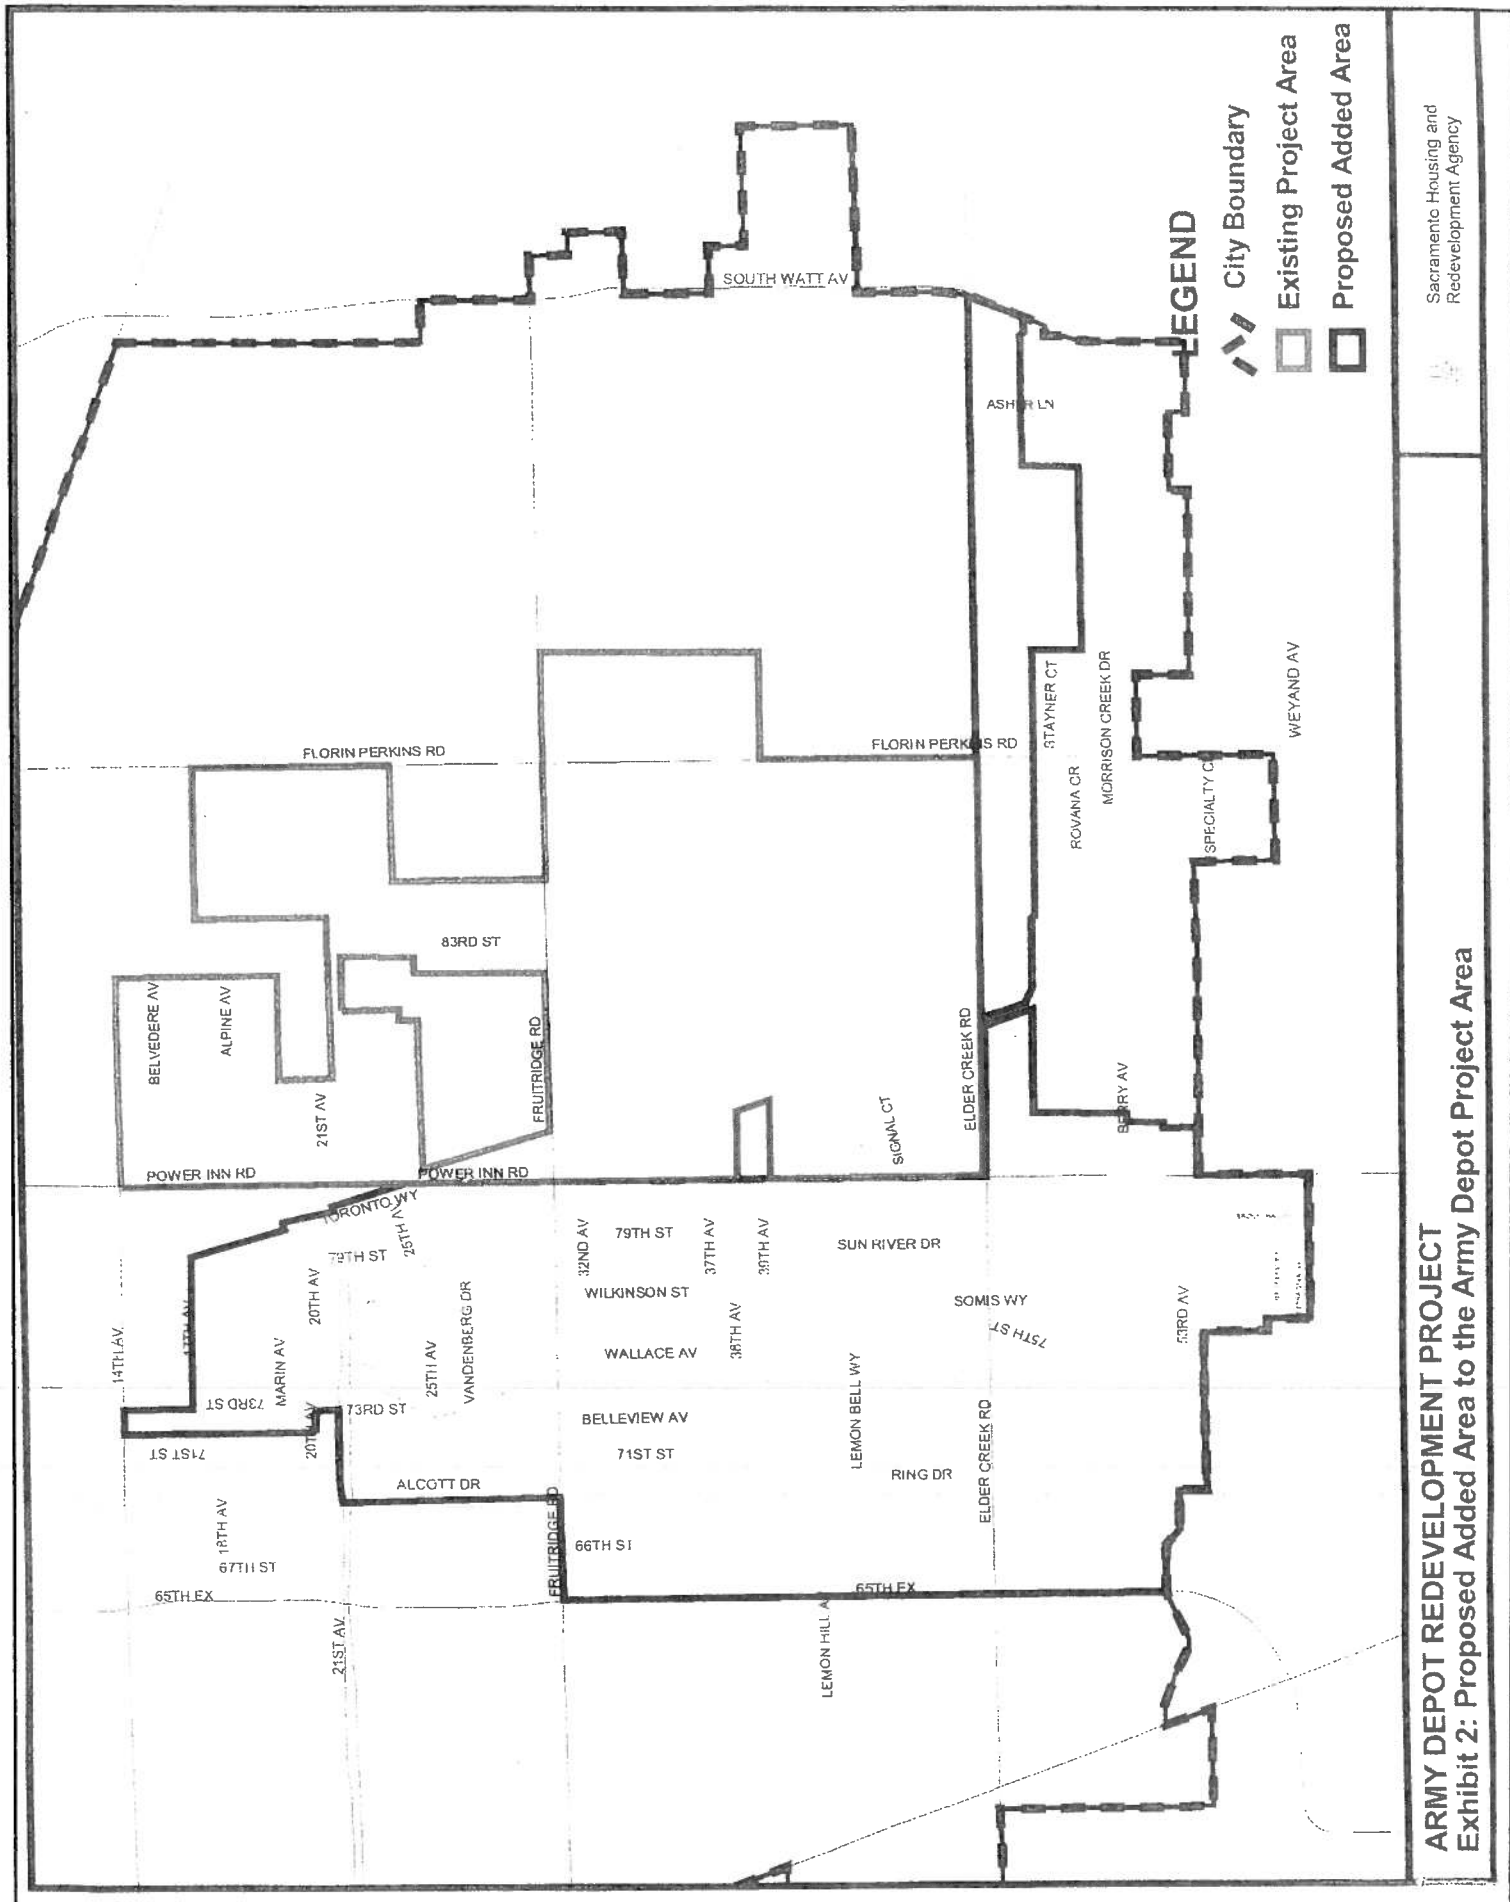 SOUTH WATT AV
ASHER LN
FLORIN PERKINS RD
FLORIN PERKINS RD
STAYNER CT
MORRISON CREEK DR
ROVANA CR
WEYAND AV
83RD ST
BELVEDERE AV
ALPINE AV
21ST AV
FRUITRIDGE RD
SIGNAL CT
ELDER CREEK RD
BERRY AV
POWER INN RD
POWER INN RD
TORONTO WY
79TH ST
25TH AV
20TH AV
32ND AV
79TH ST
37TH AV
39TH AV
SUN RIVER DR
WILKINSON ST
SOMIS WY
75TH ST
53RD AV
14TH AV
17TH AV
MARIN AV
25TH AV
VANDENBERG DR
WALLACE AV
38TH AV
73RD ST
20TH AV
73RD ST
BELLEVIEW AV
LEMON BELL WY
71ST ST
71ST ST
ALCOTT DR
RING DR
ELDER CREEK RD
18TH AV
67TH ST
FRUITRIDGE RD
66TH ST
65TH EX
65TH EX
21ST AV
LEMON HILL AV
LEGEND
City Boundary
Existing Project Area
Proposed Added Area
Sacramento Housing and
Redevelopment Agency
ARMY DEPOT REDEVELOPMENT PROJECT
Exhibit 2: Proposed Added Area to the Army Depot Project Area